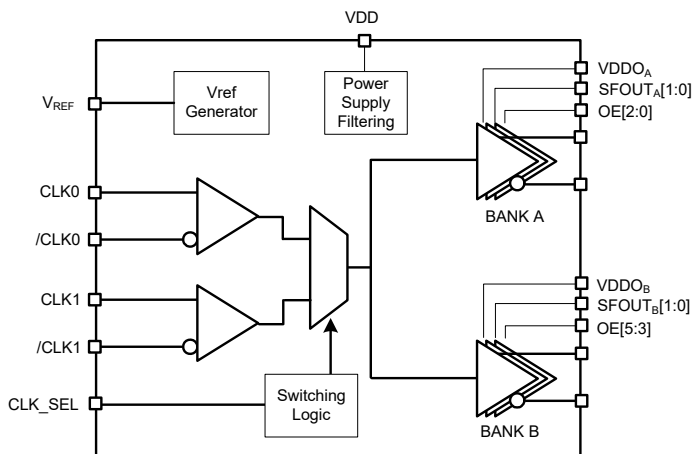 VDD
Vref
Generator
Power
Supply
Filtering
VREF
CLK0
/CLK0
CLK1
/CLK1
CLK_SEL
Switching
Logic
VDDOA
SFOUTA[1:0]
OE[2:0]
BANK A
VDDOB
SFOUTB[1:0]
OE[5:3]
BANK B